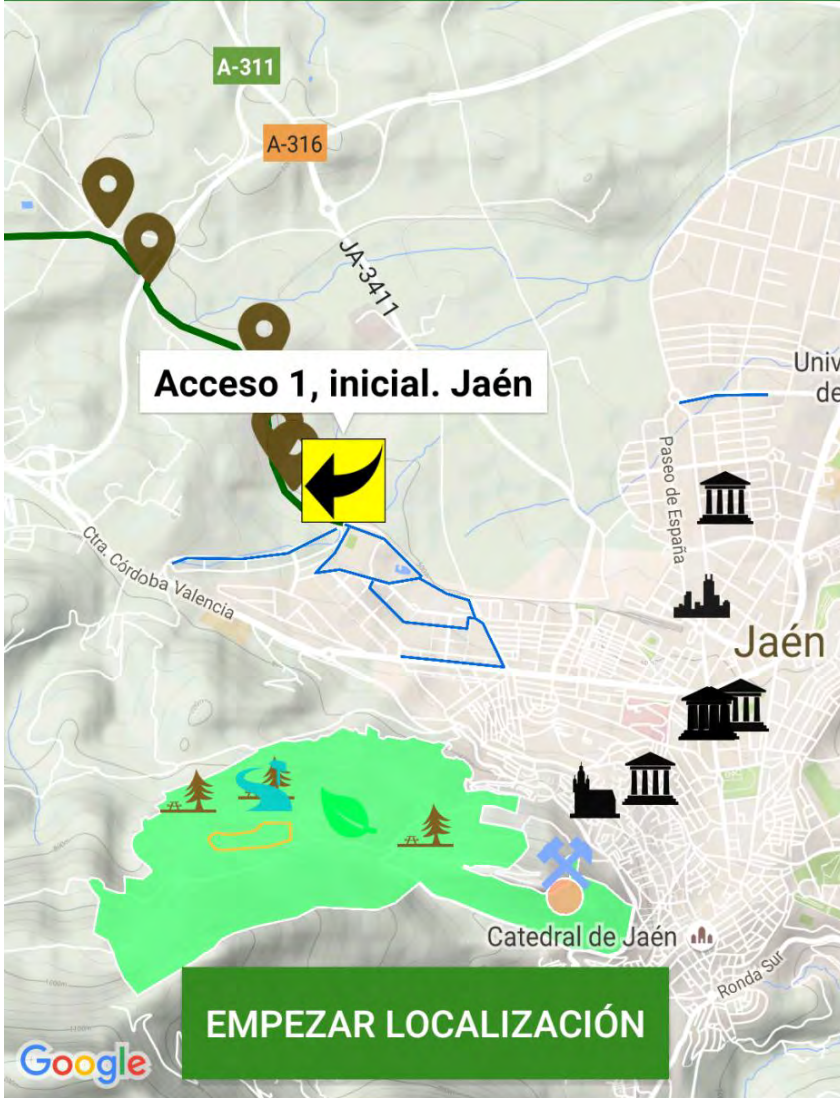 A-311
A-316
JA-3411
Acceso 1, inicial. Jaén
Univ
de
Paseo de España
Ctra. Córdoba Valencia
Jaén
Catedral de Jaén
Ronda Sur
EMPEZAR LOCALIZACIÓN
Google